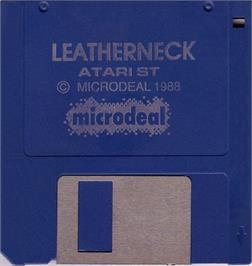 LEATHERNECK
ATARI ST
© MICRODEAL 1988
microdeal